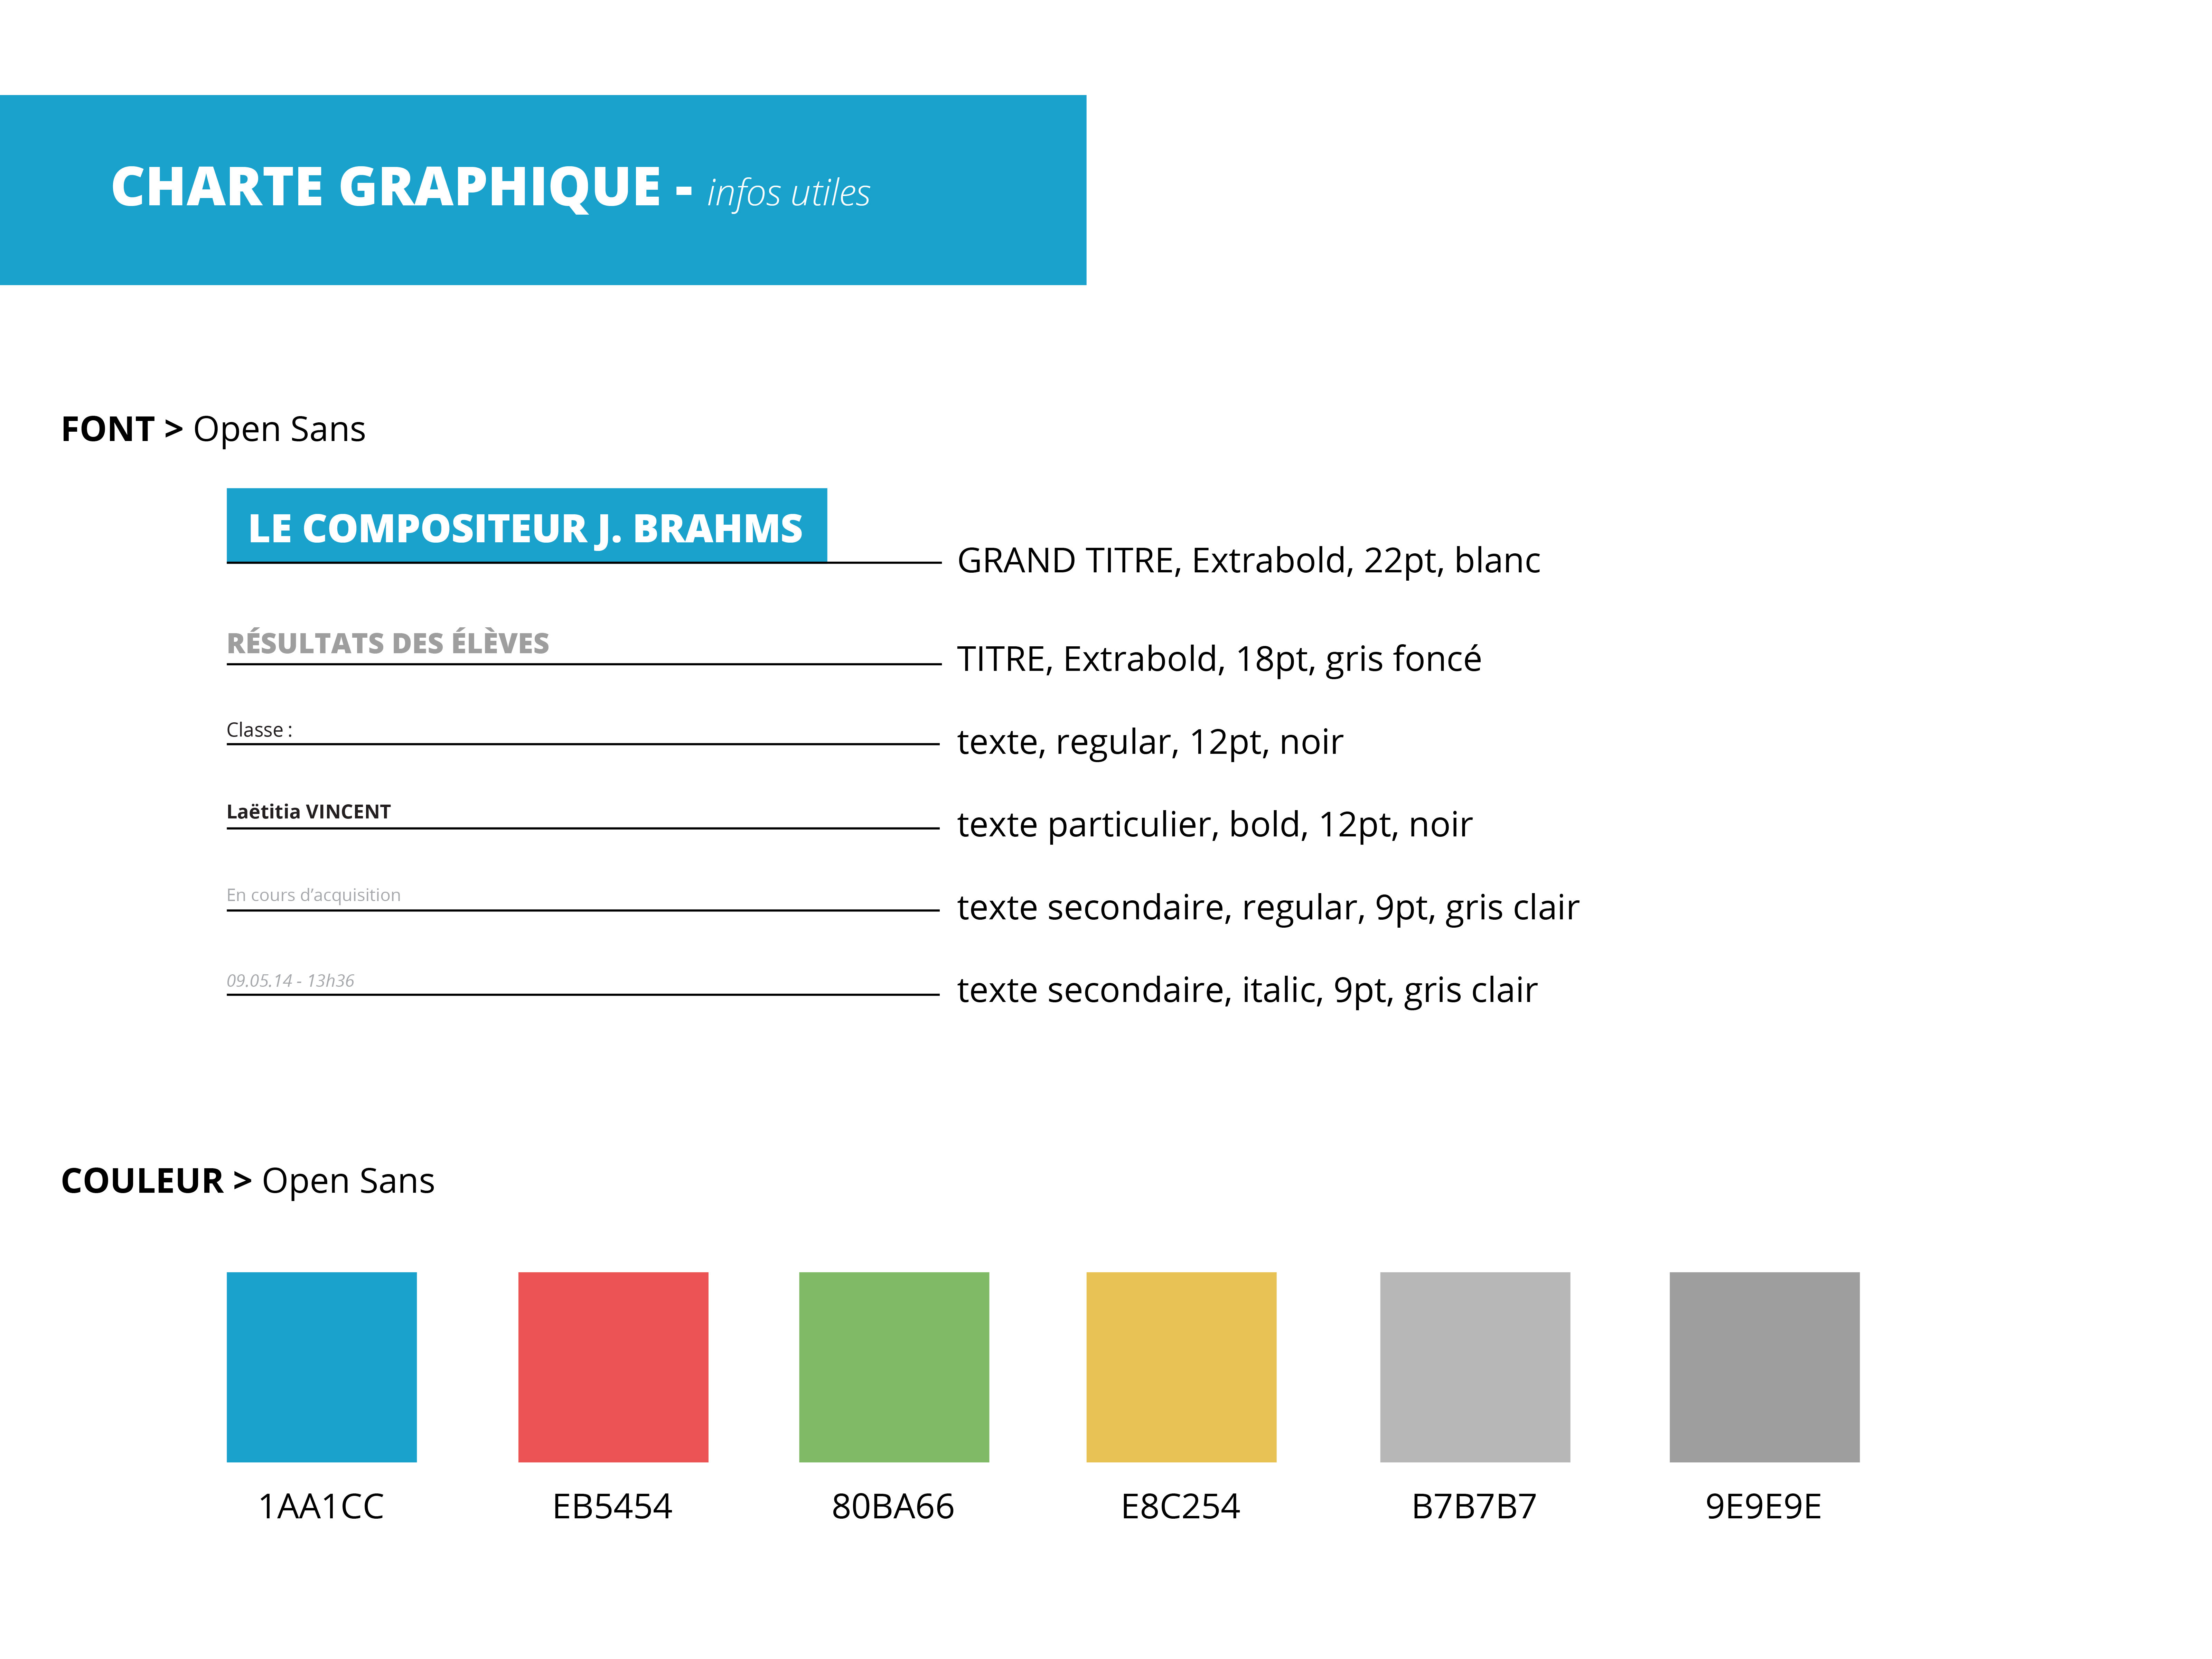 CHARTE GRAPHIQUE - infos utiles
FONT > Open Sans
LE COMPOSITEUR J. BRAHMS
GRAND TITRE, Extrabold, 22pt, blanc
RÉSULTATS DES ÉLÈVES
TITRE, Extrabold, 18pt, gris foncé
Classe :
texte, regular, 12pt, noir
Laëtitia VINCENT
texte particulier, bold, 12pt, noir
En cours d’acquisition
texte secondaire, regular, 9pt, gris clair
09.05.14 - 13h36
texte secondaire, italic, 9pt, gris clair
COULEUR > Open Sans
1AA1CC
EB5454
80BA66
E8C254
B7B7B7
9E9E9E